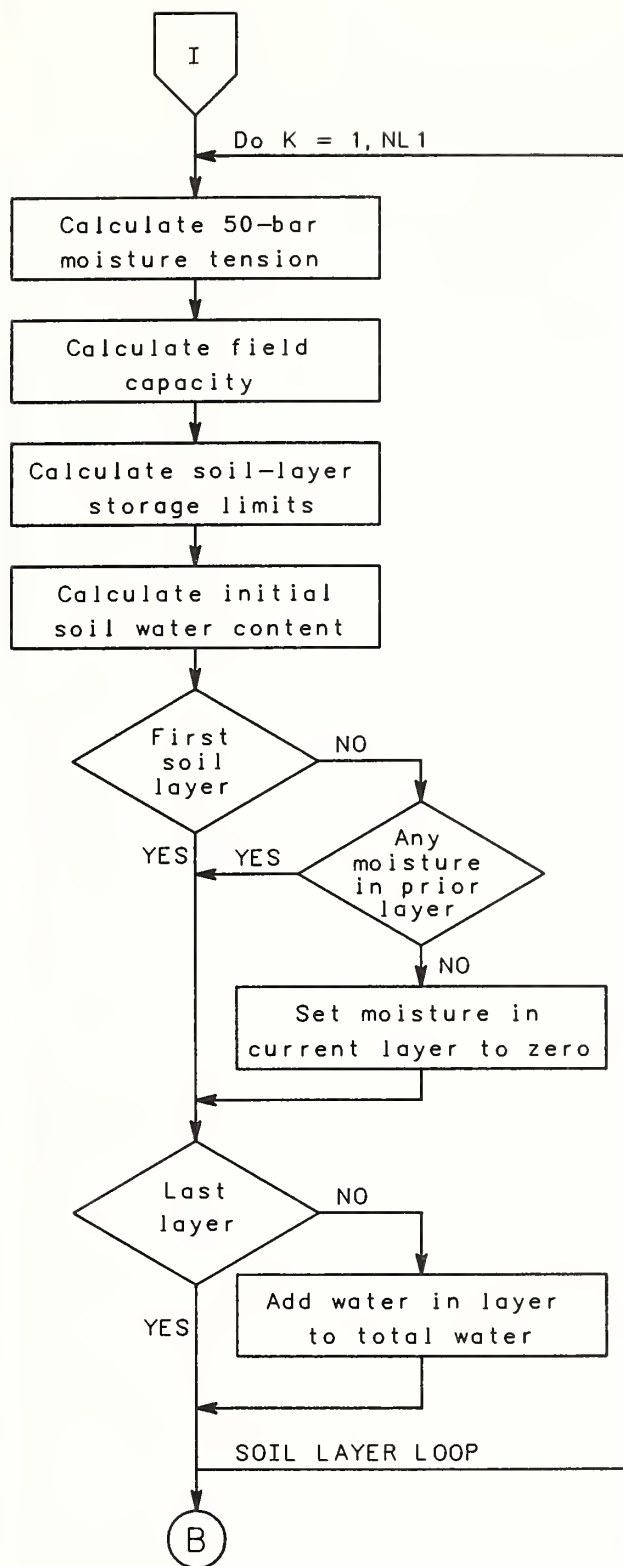 I
Do K = 1, NL1
Calculate 50-bar
moisture tension
Calculate field
capacity
Calculate soil-layer
storage limits
Calculate initial
soil water content
First
soil
layer
NO
YES
YES
Any
moisture
in prior
layer
NO
Set moisture in
current layer to zero
Last
layer
NO
YES
Add water in layer
to total water
SOIL LAYER LOOP
B